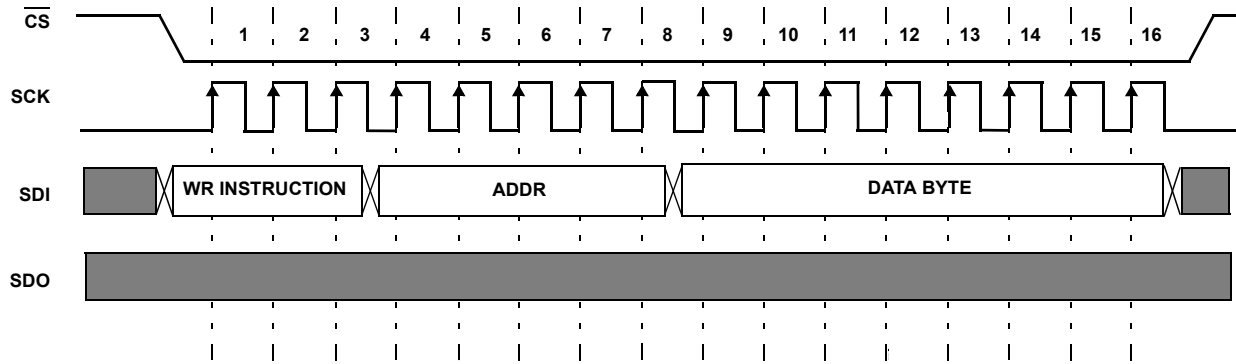 CS
1 2 3 4 5 6 7 8 9 10 11 12 13 14 15 16
SCK
SDI WR INSTRUCTION ADDR DATA BYTE
SDO